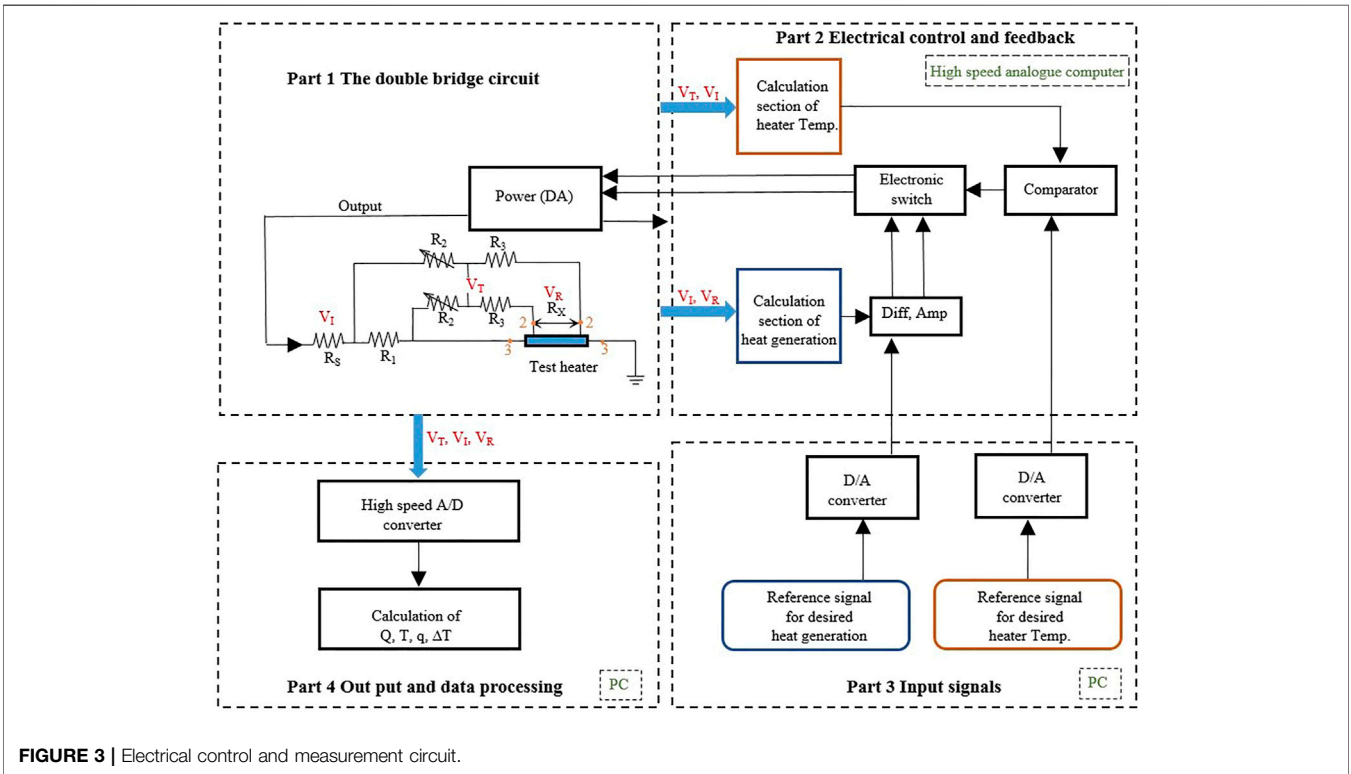 Part 1 The double bridge circuit
Power (DA)
Output
R2
R3
VT
VI
R2
R3
VR
RX
2
2
RS
R1
3
3
Test heater
Part 2 Electrical control and feedback
High speed analogue computer
VT, VI
Calculation
section of
heater Temp.
Electronic
switch
Comparator
VI, VR
Calculation
section of
heat generation
Diff, Amp
VT, VI, VR
High speed A/D
converter
Calculation of
Q, T, q, ΔT
Part 4 Out put and data processing
PC
D/A
converter
D/A
converter
Reference signal
for desired
heat generation
Reference signal
for desired
heater Temp.
Part 3 Input signals
PC
FIGURE 3 | Electrical control and measurement circuit.